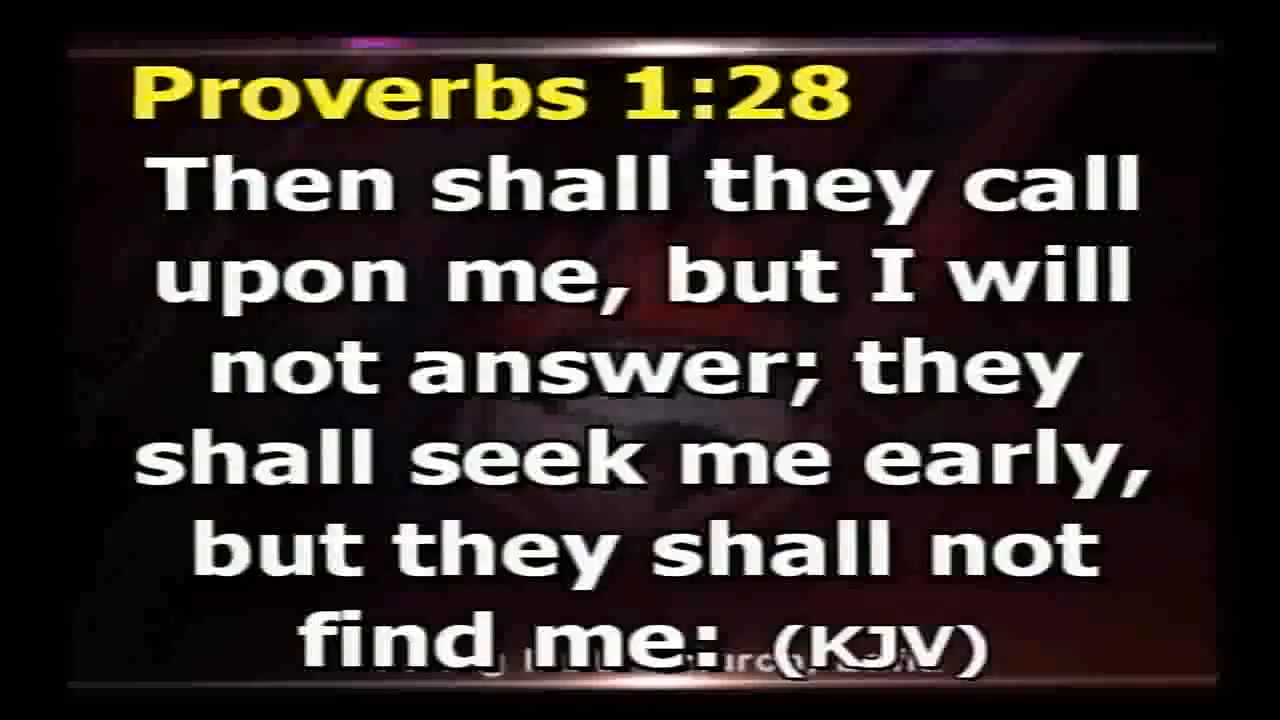 Proverbs 1:28
Then shall they call
upon me, but I will
not answer; they
shall seek me early,
but they shall not
find me: (KJV)